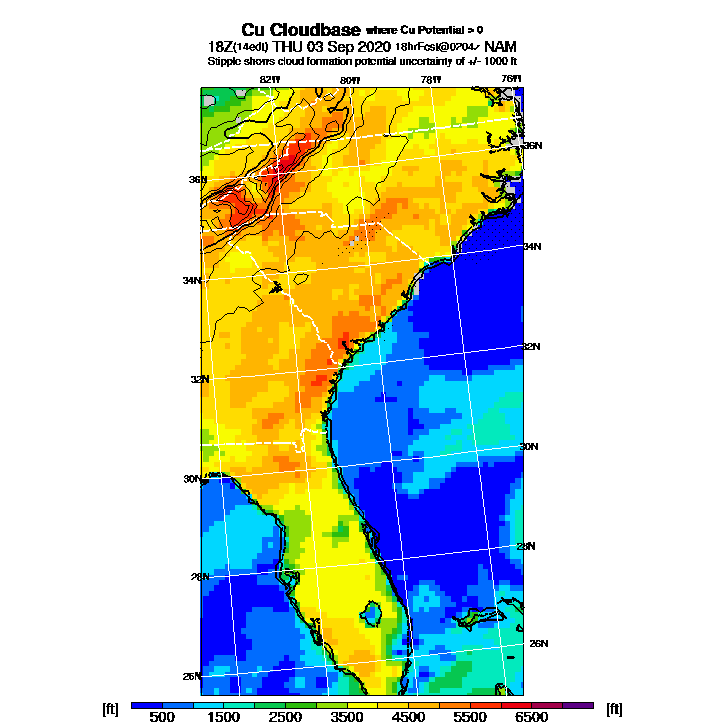 Cu Cloudbase where Cu Potential > 0
18Z(14edt) THU 03 Sep 2020 18hrFcst@0204z NAM
Stipple shows cloud formation potential uncertainty of +/- 1000 ft
82W 80W 78W 76W
36N
36N
34N
34N
32N
32N
30N
30N
28N
28N
26N
26N
[ft] 500 1500 2500 3500 4500 5500 6500 [ft]